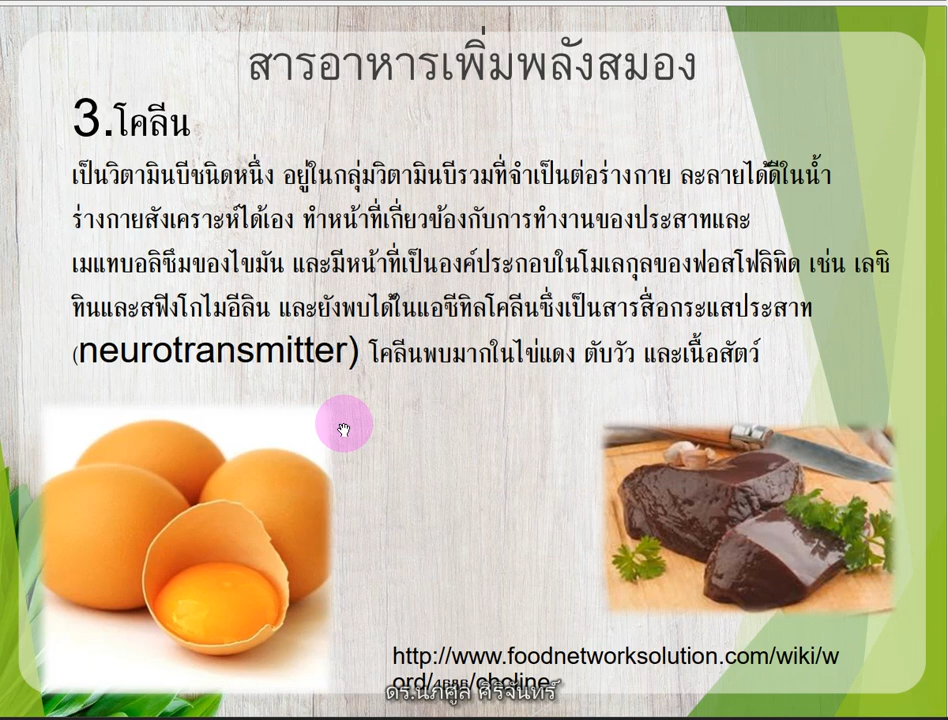 สารอาหารเพิ่มพลังสมอง
3.โคลีน
เป็นวิตามินบีชนิดหนึ่ง อยู่ในกลุ่มวิตามินบีรวมที่จำเป็นต่อร่างกาย ละลายได้ดีในน้ำ
ร่างกายสังเคราะห์ได้เอง ทำหน้าที่เกี่ยวข้องกับการทำงานของประสาทและ
เมแทบอลิซึมของไขมัน และมีหน้าที่เป็นองค์ประกอบในโมเลกุลของฟอสโฟลิพิด เช่น เลซิ
ทินและสฟิงโกไมอีลิน และยังพบได้ในแอซีทิลโคลีนซึ่งเป็นสารสื่อกระแสประสาท
(neurotransmitter) โคลีนพบมากในไข่แดง ตับวัว และเนื้อสัตว์
http://www.foodnetworksolution.com/wiki/w
/choline
ศิริจันทร์